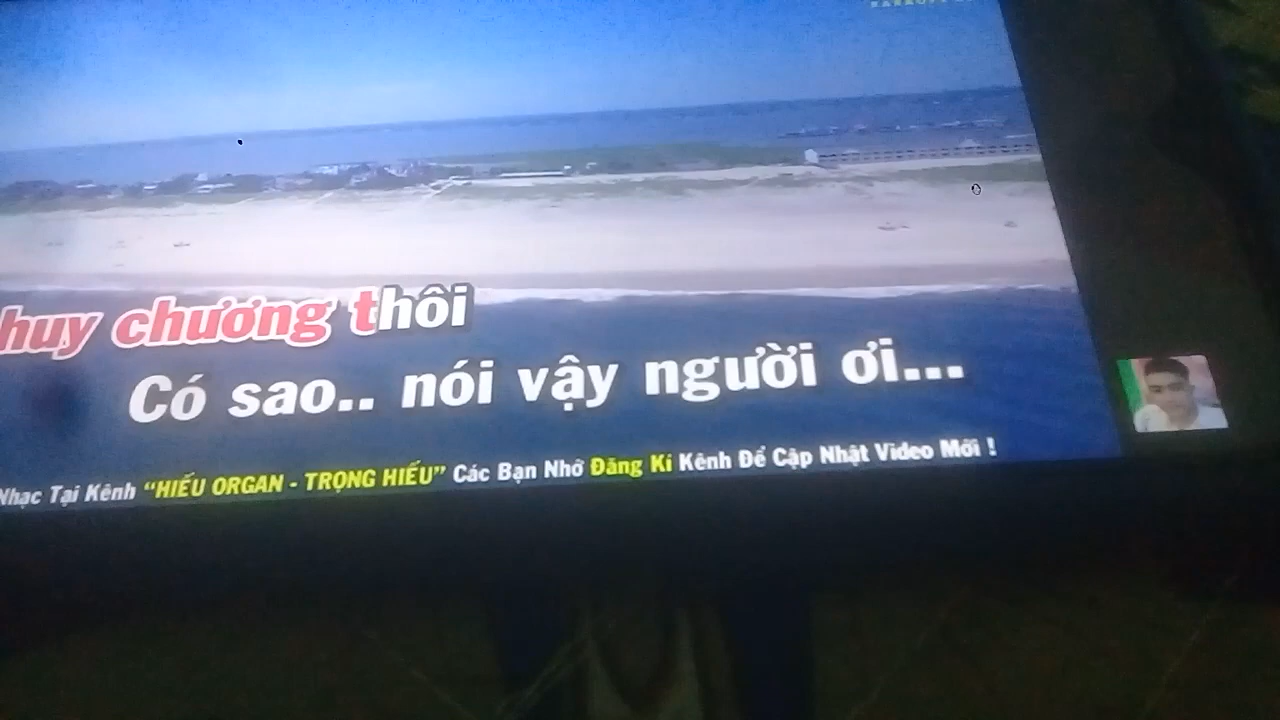 huy chương thôi
Có sao.. nói vậy người ơi...
Nhạc Tại Kênh “HIẾU ORGAN - TRỌNG HIẾU” Các Bạn Nhớ Đăng Kí Kênh Để Cập Nhật Video Mới !